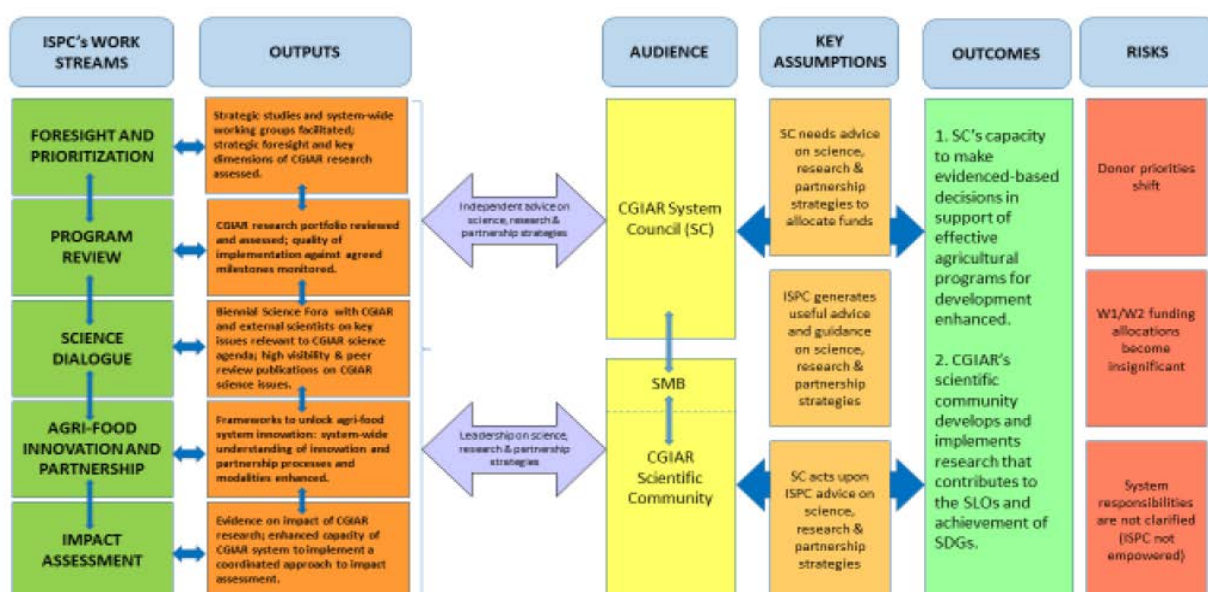 ISPC's WORK
STREAMS
OUTPUTS
AUDIENCE
KEY
ASSUMPTIONS
OUTCOMES
RISKS
FORESIGHT AND
PRIORITIZATION
PROGRAM
REVIEW
SCIENCE
DIALOGUE
AGRI-FOOD
INNOVATION AND
PARTNERSHIP
IMPACT
ASSESSMENT
Strategic studies and system-wide
working groups facilitated;
strategic foresight and key
dimensions of CGIAR research
assessed.
CGIAR research portfolio reviewed
and assessed; quality of
implementation against agreed
milestones monitored.
Biennial Science Fora with CGIAR
and external scientists on key
issues relevant to CGIAR science
agenda; high visibility & peer
review publications on CGIAR
science issues.
Frameworks to unlock agri-food
system innovation: system-wide
understanding of innovation and
partnership processes and
modalities enhanced.
Evidence on impact of CGIAR
research; enhanced capacity of
CGIAR system to implement a
coordinated approach to impact
assessment.
Independent advice on
science, research &
partnership strategies
Leadership on science,
research & partnership
strategies
CGIAR System
Council (SC)
SMB
CGIAR
Scientific
Community
SC needs advice
on science,
research &
partnership
strategies to
allocate funds
ISPC generates
useful advice
and guidance
on science,
research &
partnership
strategies
SC acts upon
ISPC advice on
science,
research &
partnership
strategies
1. SC's capacity
to make
evidenced-based
decisions in
support of
effective
agricultural
programs for
development
enhanced.
2. CGIAR's
scientific
community
develops and
implements
research that
contributes to
the SLOs and
achievement of
SDGs.
Donor priorities
shift
W1/W2 funding
allocations
become
insignificant
System
responsibilities
are not clarified
(ISPC not
empowered)